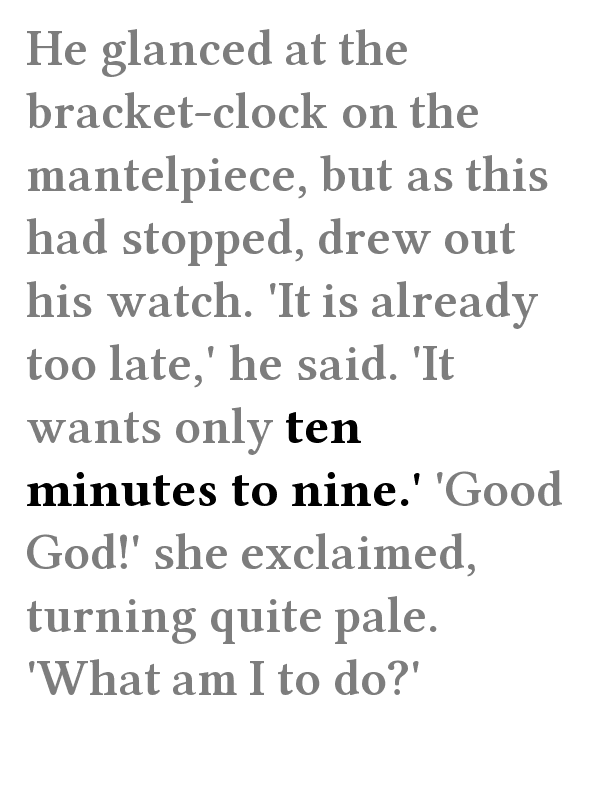 He glanced at the
bracket-clock on the
mantelpiece, but as this
had stopped, drew out
his watch. 'It is already
too late,' he said. 'It
wants only ten
minutes to nine.' 'Good
God!' she exclaimed,
turning quite pale.
'What am I to do?'